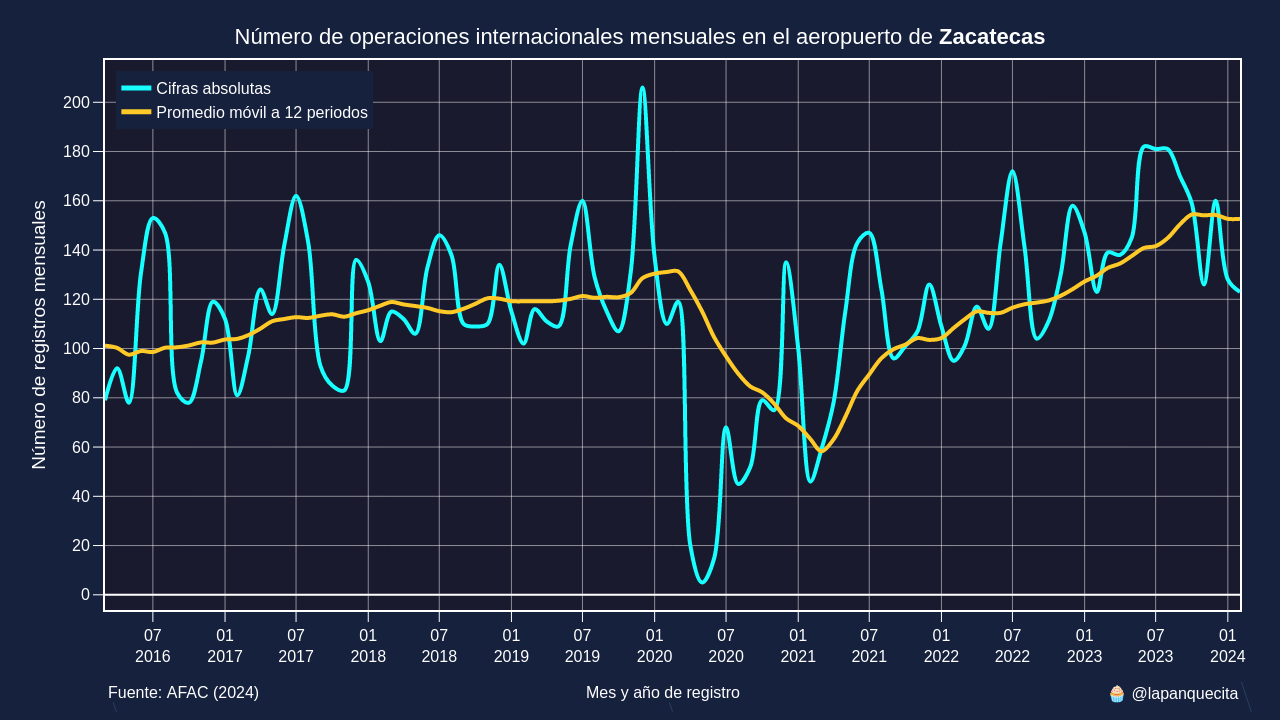 Número de operaciones internacionales mensuales en el aeropuerto de Zacatecas
Cifras absolutas
Promedio móvil a 12 periodos
Número de registros mensuales
200
180
160
140
120
100
80
60
40
20
0
07 01 07 01 07 01 07 01 07 01 07 01 07 01 07 01
2016 2017 2017 2018 2018 2019 2019 2020 2020 2021 2021 2022 2022 2023 2023 2024
Fuente: AFAC (2024)
Mes y año de registro
🧁 @lapanquecita